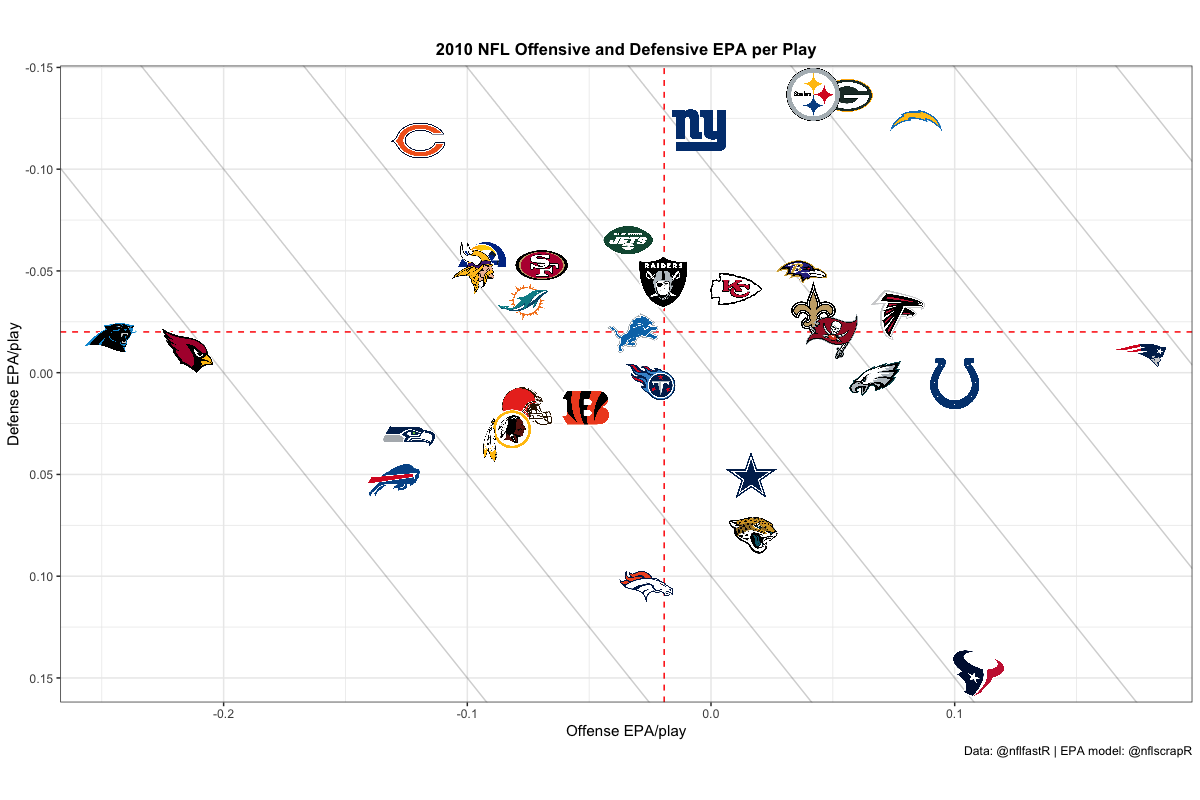 2010 NFL Offensive and Defensive EPA per Play
-0.15
-0.10
-0.05
0.00
0.05
0.10
0.15
Defense EPA/play
Steelers
G
ny
JETS
RAIDERS
SF
KC
T
B
-0.2
-0.1
0.0
0.1
Offense EPA/play
Data: @nflfastR | EPA model: @nflscrapR